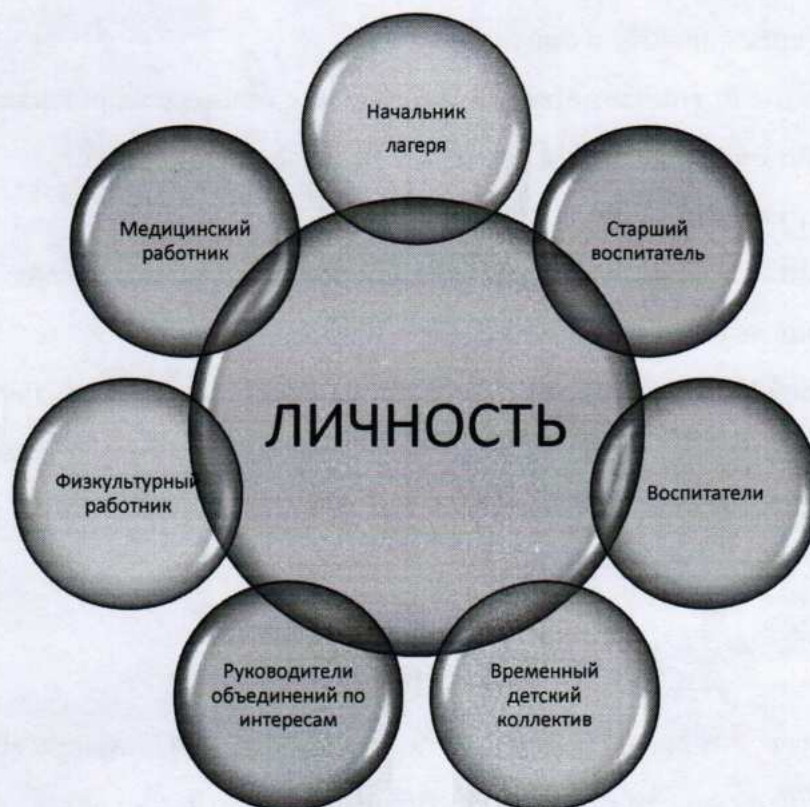 Начальник
лагеря
Медицинский
работник
Старший
воспитатель
ЛИЧНОСТЬ
Физкультурный
работник
Воспитатели
Руководители
объединений по
интересам
Временный
детский
коллектив